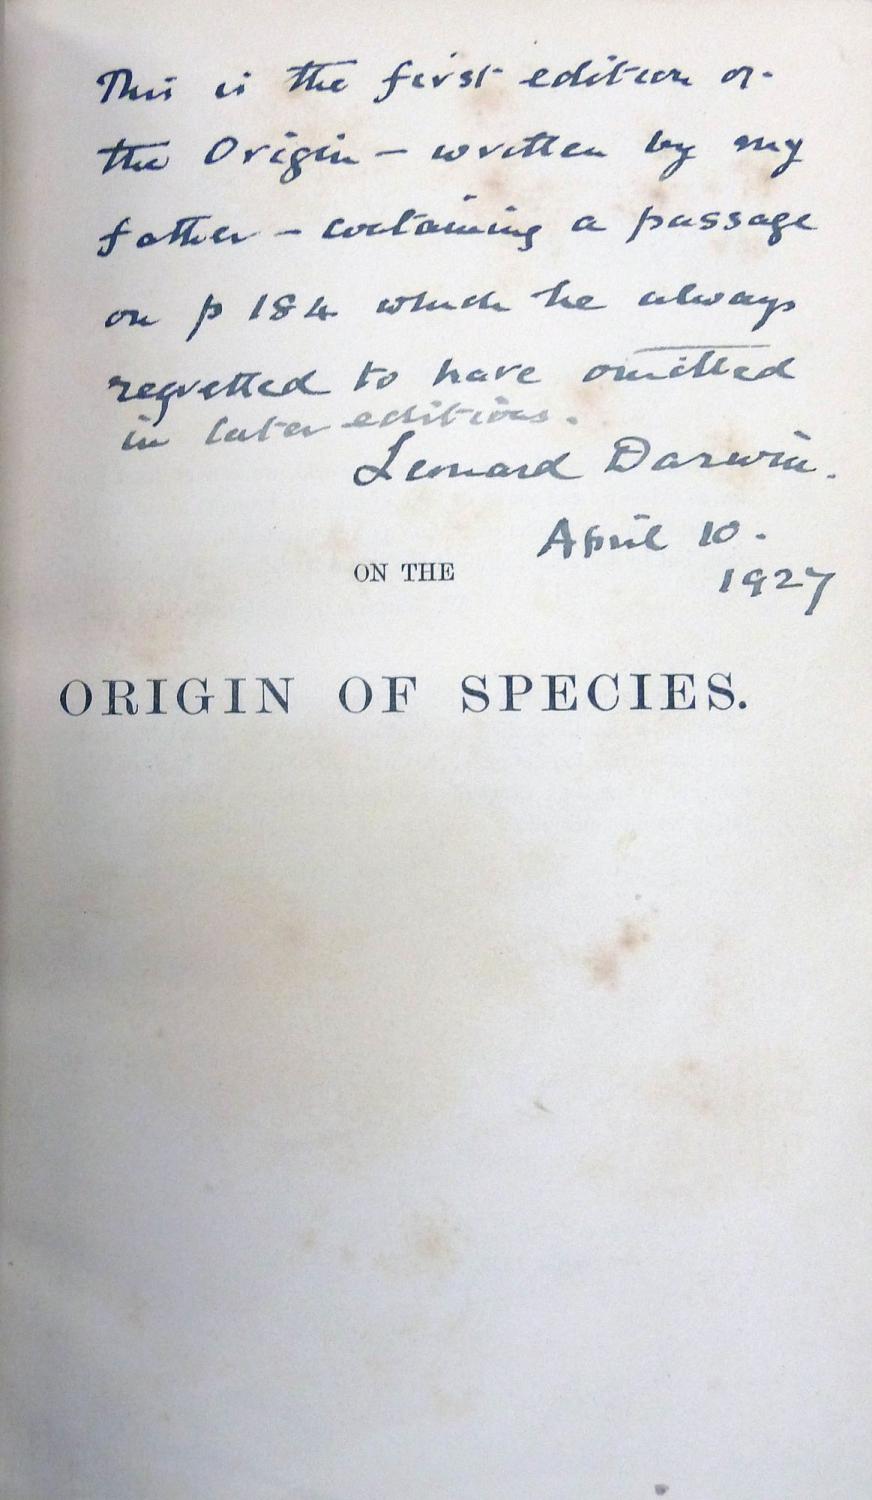 This is the first edition of
the Origin – written by my
father – containing a passage
on p 184 which he always
regretted to have omitted
in later editions.
Leonard Darwin.
April 10.
1927
ON THE
ORIGIN OF SPECIES.